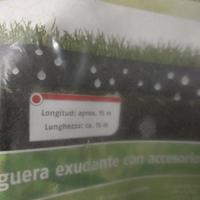 Longitud: aprox. 15 m
Lunghezza: ca. 15 m
guera exudante con accesorio